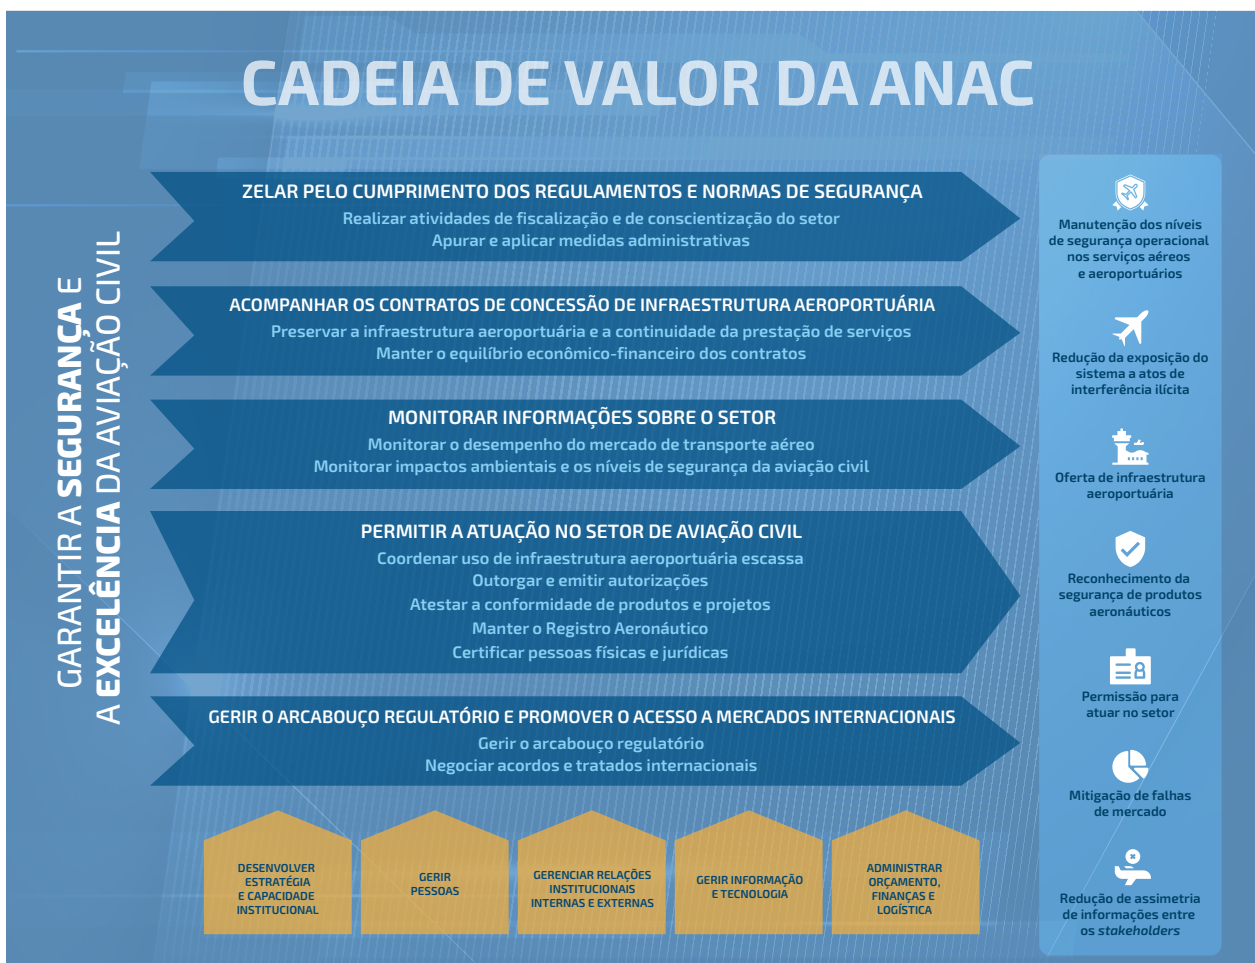 CADEIA DE VALOR DA ANAC
GARANTIR A SEGURANÇA E
A EXCELÊNCIA DA AVIAÇÃO CIVIL
ZELAR PELO CUMPRIMENTO DOS REGULAMENTOS E NORMAS DE SEGURANÇA
Realizar atividades de fiscalização e de conscientização do setor
Apurar e aplicar medidas administrativas
ACOMPANHAR OS CONTRATOS DE CONCESSÃO DE INFRAESTRUTURA AEROPORTUÁRIA
Preservar a infraestrutura aeroportuária e a continuidade da prestação de serviços
Manter o equilíbrio econômico-financeiro dos contratos
MONITORAR INFORMAÇÕES SOBRE O SETOR
Monitorar o desempenho do mercado de transporte aéreo
Monitorar impactos ambientais e os níveis de segurança da aviação civil
PERMITIR A ATUAÇÃO NO SETOR DE AVIAÇÃO CIVIL
Coordenar uso de infraestrutura aeroportuária escassa
Outorgar e emitir autorizações
Atestar a conformidade de produtos e projetos
Manter o Registro Aeronáutico
Certificar pessoas físicas e jurídicas
GERIR O ARCABOUÇO REGULATÓRIO E PROMOVER O ACESSO A MERCADOS INTERNACIONAIS
Gerir o arcabouço regulatório
Negociar acordos e tratados internacionais
DESENVOLVER
ESTRATÉGIA
E CAPACIDADE
INSTITUCIONAL
GERIR
PESSOAS
GERENCIAR RELAÇÕES
INSTITUCIONAIS
INTERNAS E EXTERNAS
GERIR INFORMAÇÃO
E TECNOLOGIA
ADMINISTRAR
ORÇAMENTO,
FINANÇAS E
LOGÍSTICA
Manutenção dos níveis
de segurança operacional
nos serviços aéreos
e aeroportuários
Redução da exposição do
sistema a atos de
interferência ilícita
Oferta de infraestrutura
aeroportuária
Reconhecimento da
segurança de produtos
aeronáuticos
Permissão para
atuar no setor
Mitigação de falhas
de mercado
Redução de assimetria
de informações entre
os stakeholders